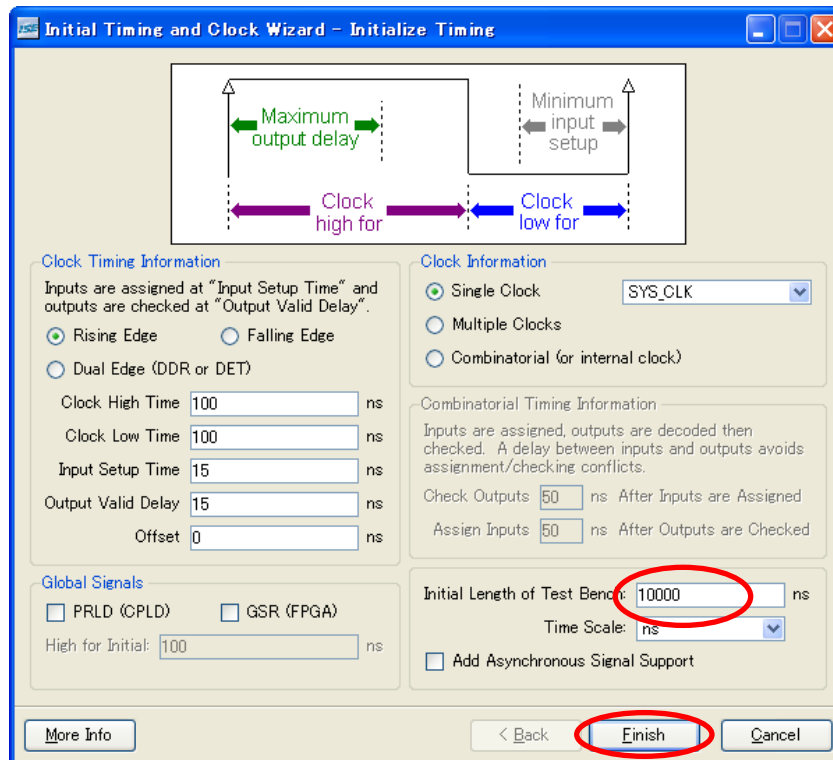 ISE Initial Timing and Clock Wizard - Initialize Timing
Maximum
output delay
Minimum
input
setup
Clock
high for
Clock
low for
Clock Timing Information
Inputs are assigned at "Input Setup Time" and
outputs are checked at "Output Valid Delay".
Rising Edge
Falling Edge
Dual Edge (DDR or DET)
Clock High Time 100 ns
Clock Low Time 100 ns
Input Setup Time 15 ns
Output Valid Delay 15 ns
Offset 0 ns
Global Signals
PRLD (CPLD)
GSR (FPGA)
High for Initial: 100 ns
Clock Information
Single Clock SYS_CLK
Multiple Clocks
Combinatorial (or internal clock)
Combinatorial Timing Information
Inputs are assigned, outputs are decoded then
checked. A delay between inputs and outputs avoids
assignment/checking conflicts.
Check Outputs 50 ns After Inputs are Assigned
Assign Inputs 50 ns After Outputs are Checked
Initial Length of Test Bench: 10000 ns
Time Scale: ns
Add Asynchronous Signal Support
More Info
< Back
Finish
Cancel